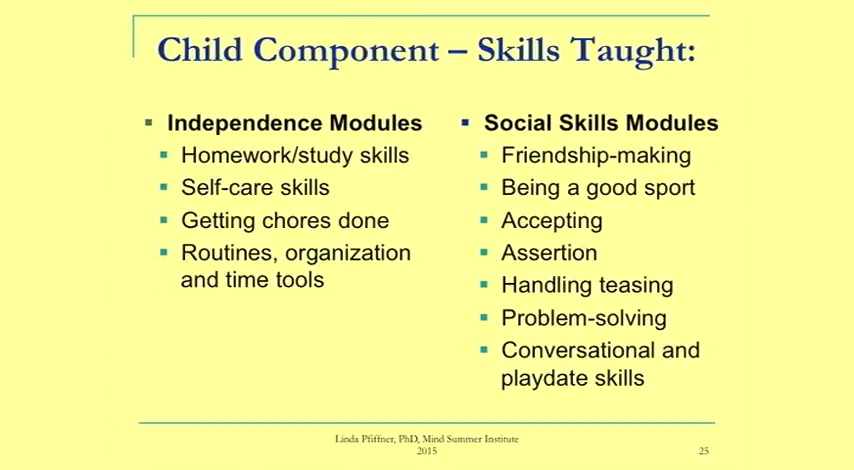 Child Component – Skills Taught:
Independence Modules
Homework/study skills
Self-care skills
Getting chores done
Routines, organization
and time tools
Social Skills Modules
Friendship-making
Being a good sport
Accepting
Assertion
Handling teasing
Problem-solving
Conversational and
playdate skills
Linda Pfiffner, PhD, Mind Summer Institute
2015
25